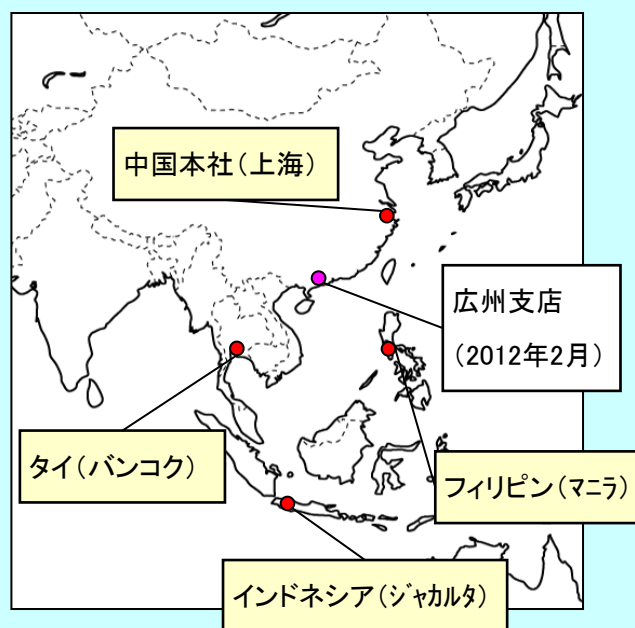 中国本社（上海）
広州支店
（2012年2月）
タイ（バンコク）
フィリピン（ﾏﾆﾗ）
インドネシア（ｼﾞｬｶﾙﾀ）